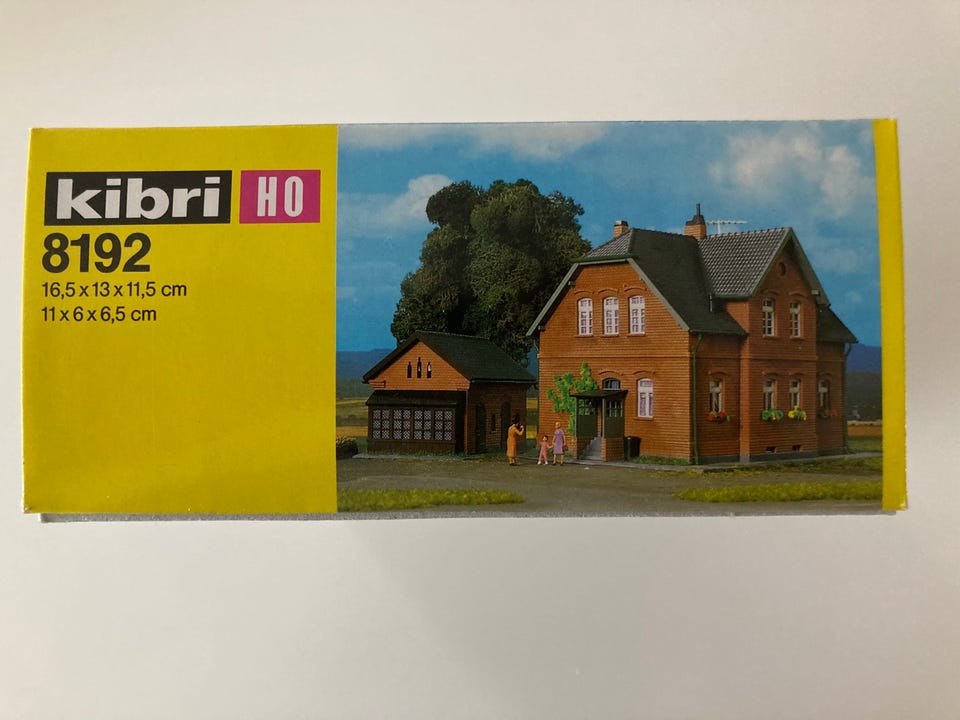 kibri HO
8192
16,5 x 13 x 11,5 cm
11 x 6 x 6,5 cm